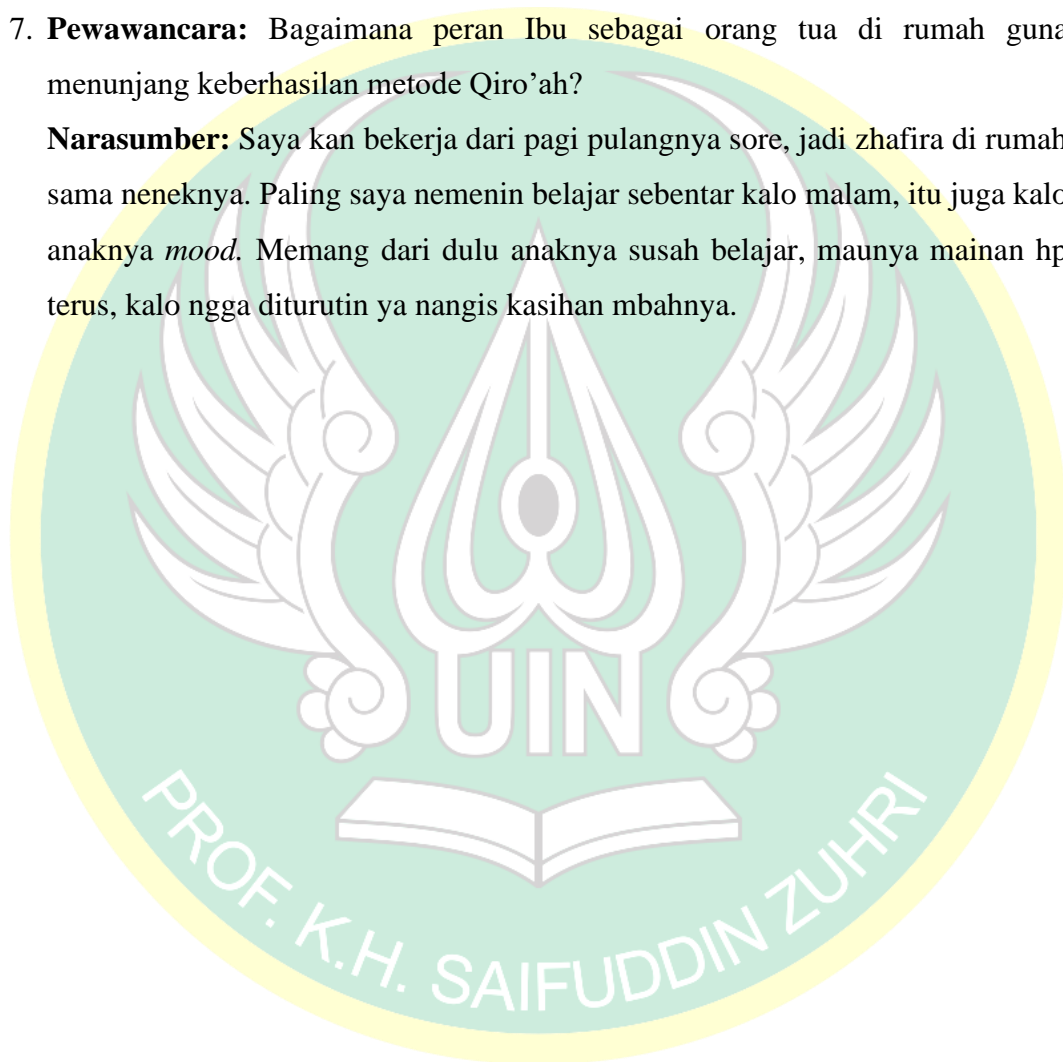 7. Pewawancara: Bagaimana peran Ibu sebagai orang tua di rumah guna
menunjang keberhasilan metode Qiro’ah?
Narasumber: Saya kan bekerja dari pagi pulangnya sore, jadi zhafira di rumah
sama neneknya. Paling saya nemenin belajar sebentar kalo malam, itu juga kalo
anaknya mood. Memang dari dulu anaknya susah belajar, maunya mainan hp
terus, kalo ngga diturutin ya nangis kasihan mbahnya.
UIN
PROF. K.H. SAIFUDDIN ZUHRI